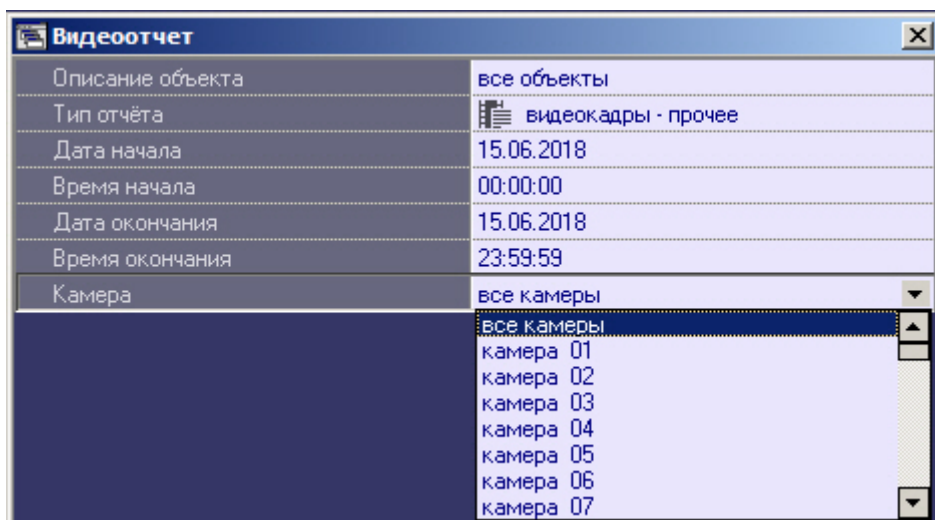 Видеоотчет
Описание объекта все объекты
Тип отчёта видеокадры - прочее
Дата начала 15.06.2018
Время начала 00:00:00
Дата окончания 15.06.2018
Время окончания 23:59:59
Камера все камеры
все камеры
камера 01
камера 02
камера 03
камера 04
камера 05
камера 06
камера 07